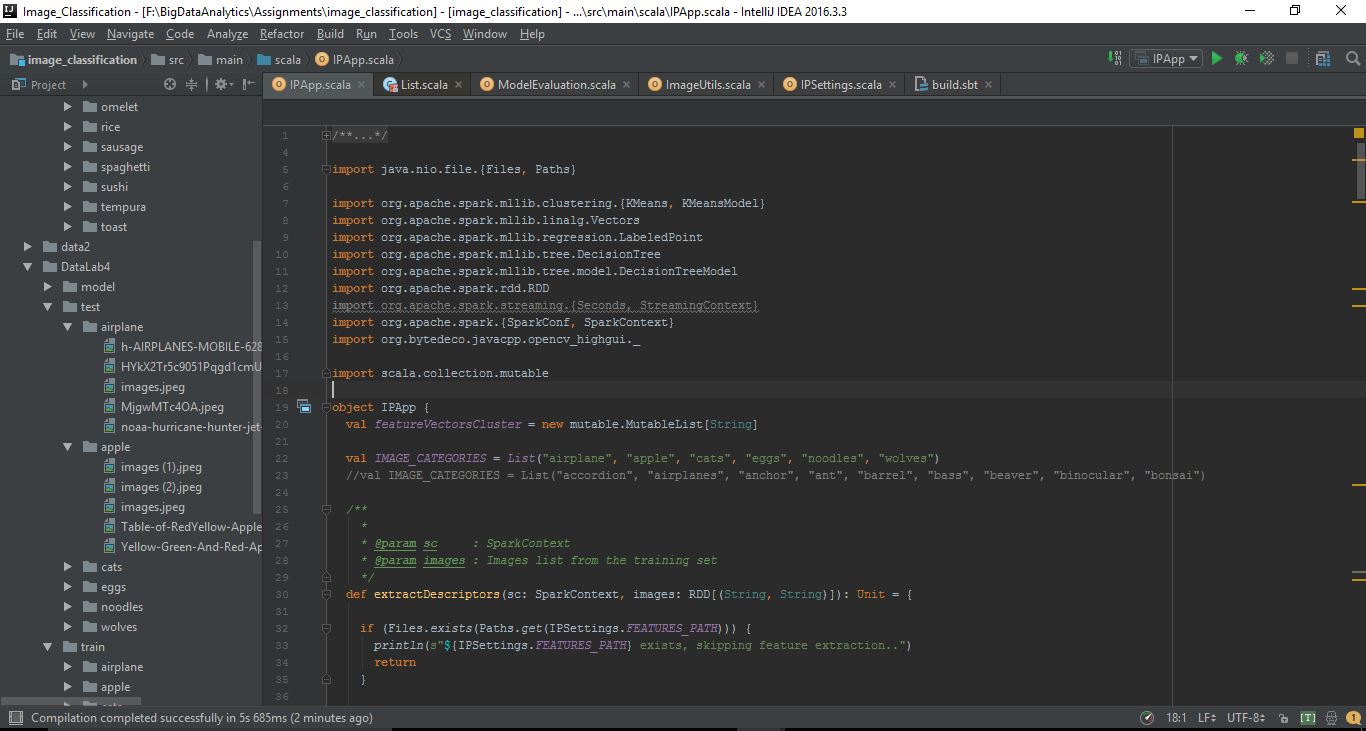 Image_Classification - [F:\BigDataAnalytics\Assignments\image_classification] - [image_classification] - ...\src\main\scala\IPApp.scala - IntelliJ IDEA 2016.3.3
File Edit View Navigate Code Analyze Refactor Build Run Tools VCS Window Help
image_classification src main scala IPApp.scala IPApp
Project
IPApp.scala List.scala ModelEvaluation.scala ImageUtils.scala IPSettings.scala build.sbt
omelet
rice
sausage
spaghetti
sushi
tempura
toast
data2
DataLab4
model
test
airplane
h-AIRPLANES-MOBILE-628
HYkX2Tr5c9051Pqgd1cmU
images.jpeg
MjgwMTc4OA.jpeg
noaa-hurricane-hunter-jet-
apple
images (1).jpeg
images (2).jpeg
images.jpeg
Table-of-RedYellow-Apple
Yellow-Green-And-Red-Ap
cats
eggs
noodles
wolves
train
airplane
apple
1 /**...*/
4
5 import java.nio.file.{Files, Paths}
6
7 import org.apache.spark.mllib.clustering.{KMeans, KMeansModel}
8 import org.apache.spark.mllib.linalg.Vectors
9 import org.apache.spark.mllib.regression.LabeledPoint
10 import org.apache.spark.mllib.tree.DecisionTree
11 import org.apache.spark.mllib.tree.model.DecisionTreeModel
12 import org.apache.spark.rdd.RDD
13 import org.apache.spark.streaming.{Seconds, StreamingContext}
14 import org.apache.spark.{SparkConf, SparkContext}
15 import org.bytedeco.javacpp.opencv_highgui._
16
17 import scala.collection.mutable
18
19 object IPApp {
20 val featureVectorsCluster = new mutable.MutableList[String]
21
22 val IMAGE_CATEGORIES = List("airplane", "apple", "cats", "eggs", "noodles", "wolves")
23 //val IMAGE_CATEGORIES = List("accordion", "airplanes", "anchor", "ant", "barrel", "bass", "beaver", "binocular", "bonsai")
24
25 /**
26 *
27 * @param sc : SparkContext
28 * @param images : Images list from the training set
29 */
30 def extractDescriptors(sc: SparkContext, images: RDD[(String, String)]): Unit = {
31
32 if (Files.exists(Paths.get(IPSettings.FEATURES_PATH))) {
33 println(s"${IPSettings.FEATURES_PATH} exists, skipping feature extraction..")
34 return
35 }
36
Compilation completed successfully in 5s 685ms (2 minutes ago) 18:1 LF UTF-8 [T] 1